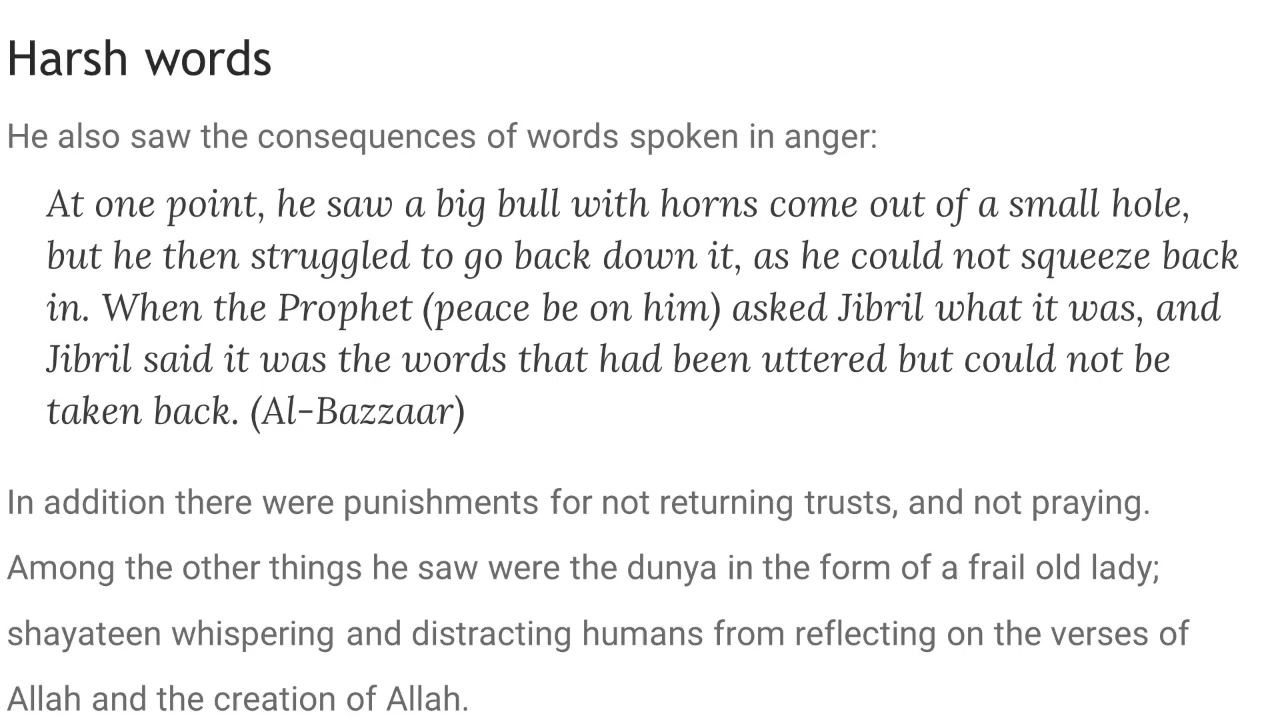 Harsh words
He also saw the consequences of words spoken in anger:
At one point, he saw a big bull with horns come out of a small hole,
but he then struggled to go back down it, as he could not squeeze back
in. When the Prophet (peace be on him) asked Jibril what it was, and
Jibril said it was the words that had been uttered but could not be
taken back. (Al-Bazzaar)
In addition there were punishments for not returning trusts, and not praying.
Among the other things he saw were the dunya in the form of a frail old lady;
shayateen whispering and distracting humans from reflecting on the verses of
Allah and the creation of Allah.